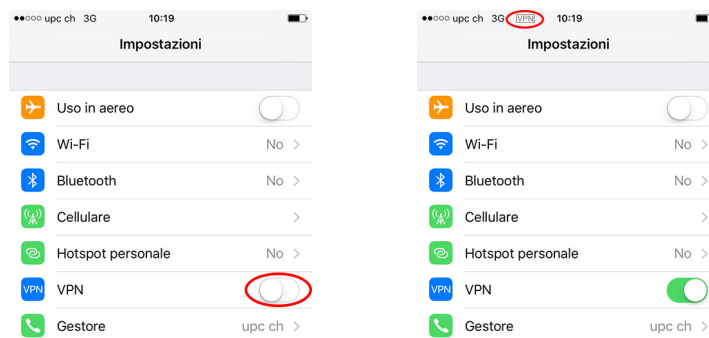 upc ch 3G 10:19
Impostazioni
Uso in aereo
Wi-Fi No
Bluetooth No
Cellulare
Hotspot personale No
VPN VPN
Gestore upc ch
upc ch 3G VPN 10:19
Impostazioni
Uso in aereo
Wi-Fi No
Bluetooth No
Cellulare
Hotspot personale No
VPN VPN
Gestore upc ch